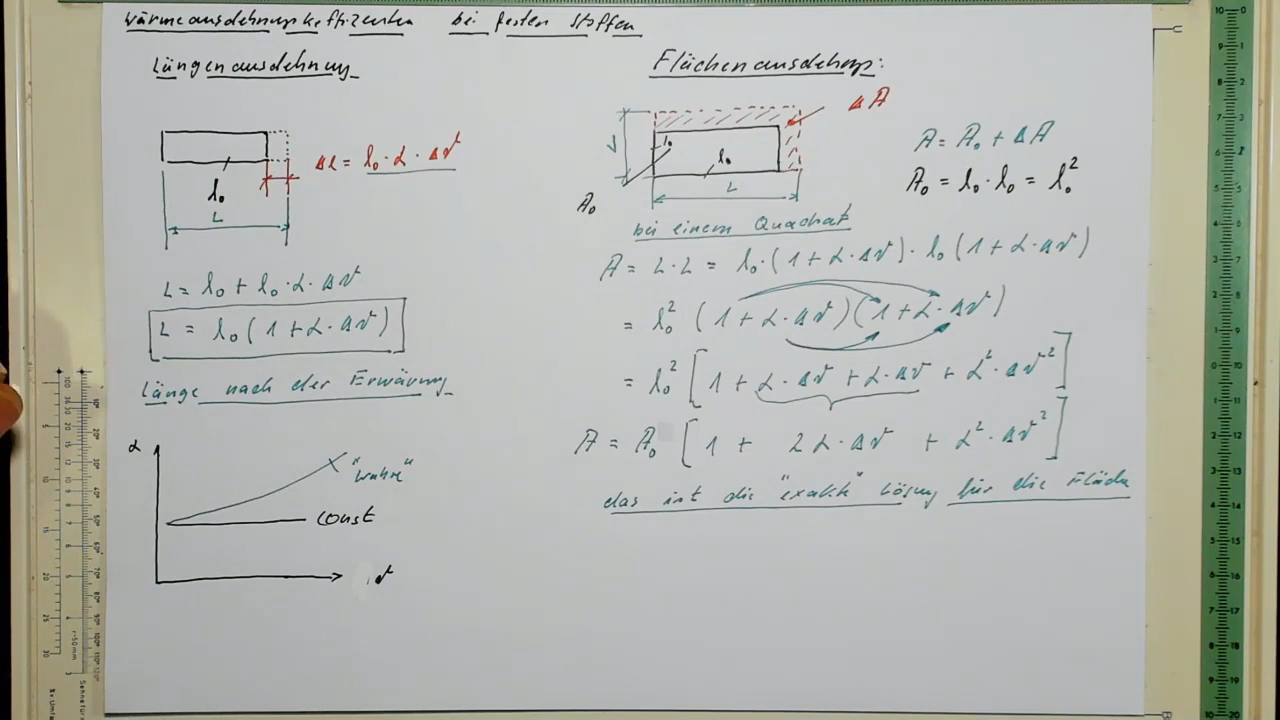 Wärmeausdehnungskoeffizienten bei festen Stoffen
Längenausdehnung
Δl = l₀ · α · Δϑ
l₀
L
L = l₀ + l₀ · α · Δϑ
L = l₀ (1 + α · Δϑ)
Länge nach der Erwärmung
α
"wahre"
const
ϑ
Flächenausdehng:
ΔA
L
l₀
l₀
L
A₀
A = A₀ + ΔA
A₀ = l₀ · l₀ = l₀²
bei einem Quadrat
A = L · L = l₀ · (1 + α · Δϑ) · l₀ (1 + α · Δϑ)
= l₀² (1 + α · Δϑ)(1 + α · Δϑ)
= l₀² [1 + α · Δϑ + α · Δϑ + α² · Δϑ²]
A = A₀ [1 + 2α · Δϑ + α² · Δϑ²]
das ist die "exakte" Lösung für die Fläche